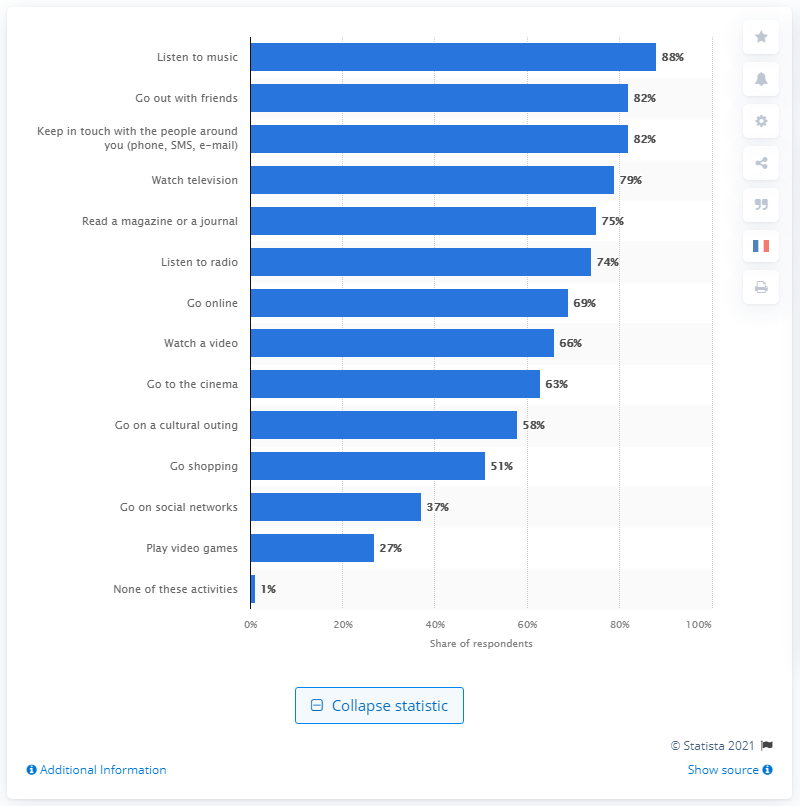 Listen to music 88%
Go out with friends 82%
Keep in touch with the people around
you (phone, SMS, e-mail) 82%
Watch television 79%
Read a magazine or a journal 75%
Listen to radio 74%
Go online 69%
Watch a video 66%
Go to the cinema 63%
Go on a cultural outing 58%
Go shopping 51%
Go on social networks 37%
Play video games 27%
None of these activities 1%
0% 20% 40% 60% 80% 100%
Share of respondents
Collapse statistic
© Statista 2021
Additional Information
Show source